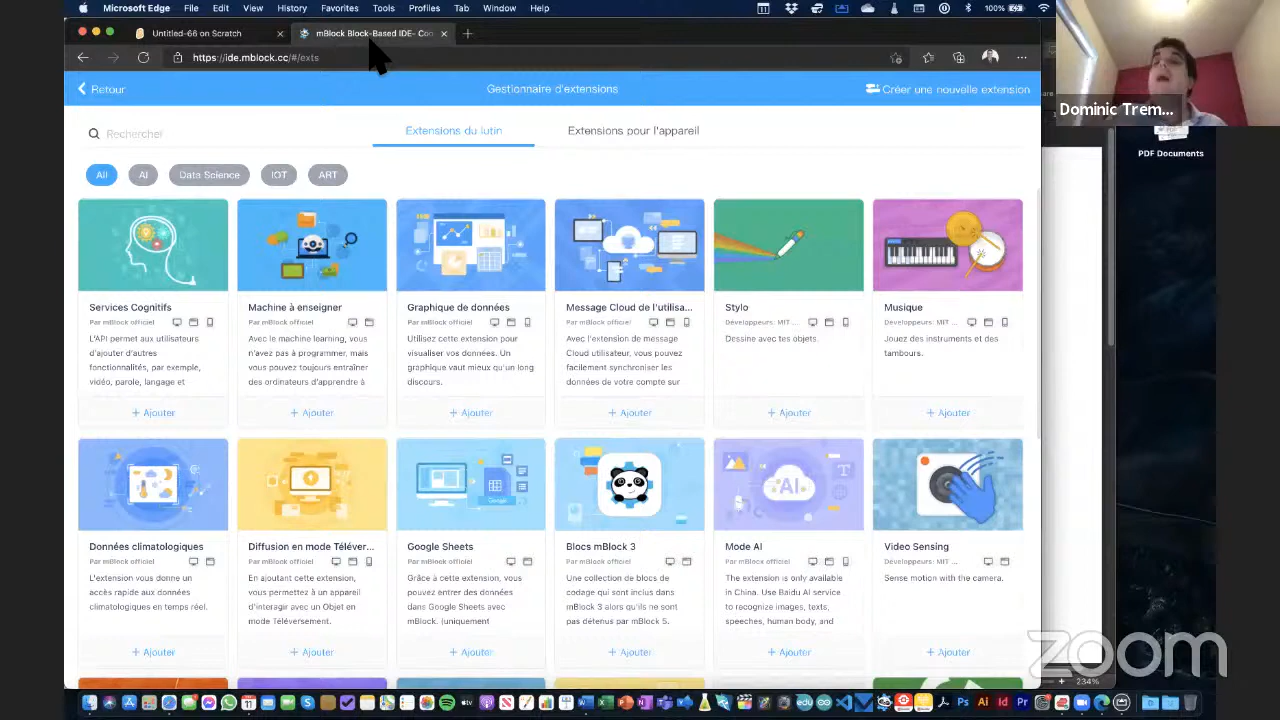 Microsoft Edge File Edit View History Favorites Tools Profiles Tab Window Help
100%
Untitled-66 on Scratch
mBlock Block-Based IDE- Coo
https://ide.mblock.cc/#/exts
Retour
Gestionnaire d'extensions
Créer une nouvelle extension
Rechercher
Extensions du lutin
Extensions pour l'appareil
All
AI
Data Science
IOT
ART
Services Cognitifs
Par mBlock officiel
L'API permet aux utilisateurs
d'ajouter d'autres
fonctionnalités, par exemple,
vidéo, parole, langage et
+ Ajouter
Machine à enseigner
Par mBlock officiel
Avec le machine learning, vous
n'avez pas à programmer, mais
vous pouvez toujours entraîner
des ordinateurs d'apprendre à
+ Ajouter
Graphique de données
Par mBlock officiel
Utilisez cette extension pour
visualiser vos données. Un
graphique vaut mieux qu'un long
discours.
+ Ajouter
Message Cloud de l'utilisa...
Par mBlock officiel
Avec l'extension de message
Cloud utilisateur, vous pouvez
facilement synchroniser les
données de votre compte sur
+ Ajouter
Stylo
Développeurs: MIT ...
Dessine avec tes objets.
+ Ajouter
Musique
Développeurs: MIT ...
Jouez des instruments et des
tambours.
+ Ajouter
Données climatologiques
Par mBlock officiel
L'extension vous donne un
accès rapide aux données
climatologiques en temps réel.
+ Ajouter
Diffusion en mode Téléver...
Par mBlock officiel
En ajoutant cette extension,
vous permettez à un appareil
d'interagir avec un Objet en
mode Téléversement.
+ Ajouter
Google
Google Sheets
Par mBlock officiel
Grâce à cette extension, vous
pouvez entrer des données
dans Google Sheets avec
mBlock. (uniquement
+ Ajouter
Blocs mBlock 3
Par mBlock officiel
Une collection de blocs de
codage qui sont inclus dans
mBlock 3 alors qu'ils ne sont
pas détenus par mBlock 5.
+ Ajouter
AI
T
Mode AI
Par mBlock officiel
The extension is only available
in China. Use Baidu AI service
to recognize images, texts,
speeches, human body, and
+ Ajouter
Video Sensing
Développeurs: MIT ...
Sense motion with the camera.
+ Ajouter
Dominic Trem...
PDF Documents
234%
zoom